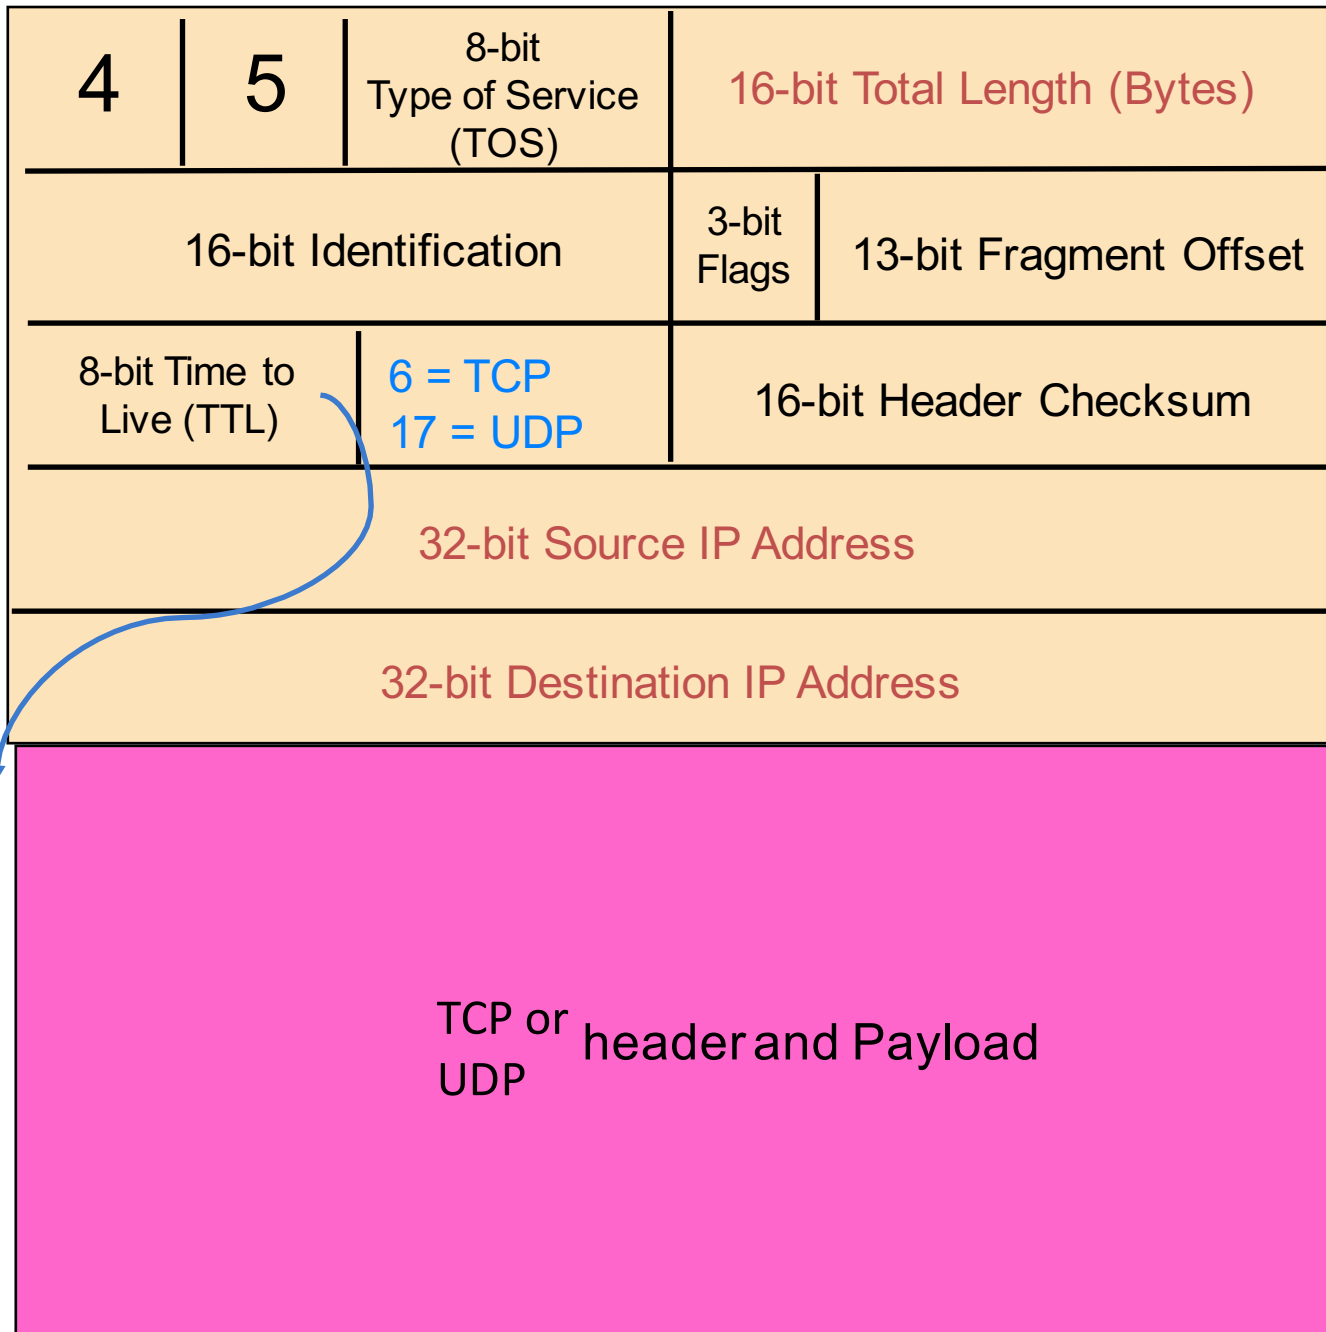 4
5
8-bit
Type of Service
(TOS)
16-bit Total Length (Bytes)
16-bit Identification
3-bit
Flags
13-bit Fragment Offset
8-bit Time to
Live (TTL)
6 = TCP
17 = UDP
16-bit Header Checksum
32-bit Source IP Address
32-bit Destination IP Address
TCP or
UDP
header and Payload